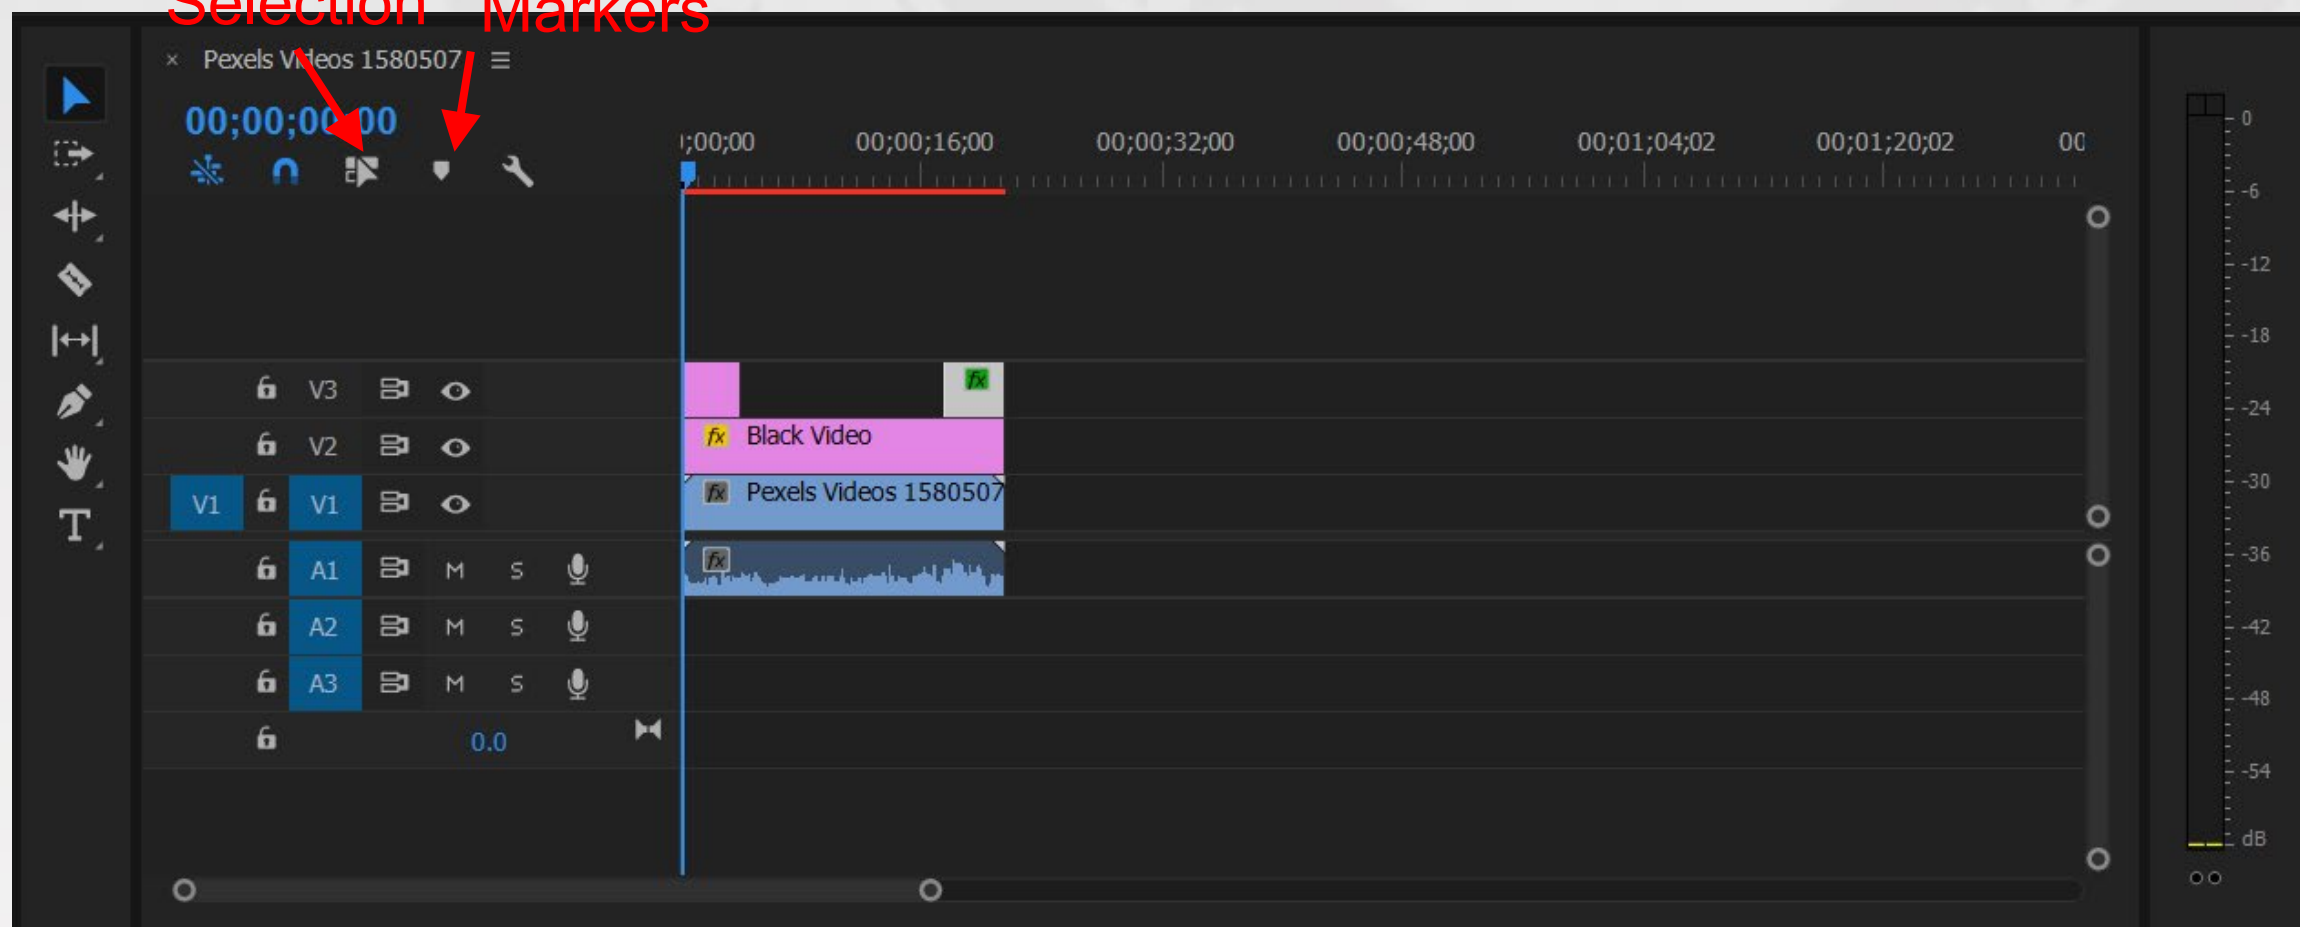 Selection Markers
× Pexels Videos 1580507
00;00;00;00
;00;00 00;00;16;00 00;00;32;00 00;00;48;00 00;01;04;02 00;01;20;02 00
0
-6
-12
-18
-24
-30
-36
-42
-48
-54
dB
V3 fx
V2 fx Black Video
V1 V1 fx Pexels Videos 1580507
A1 M S fx
A2 M S
A3 M S
0.0
T